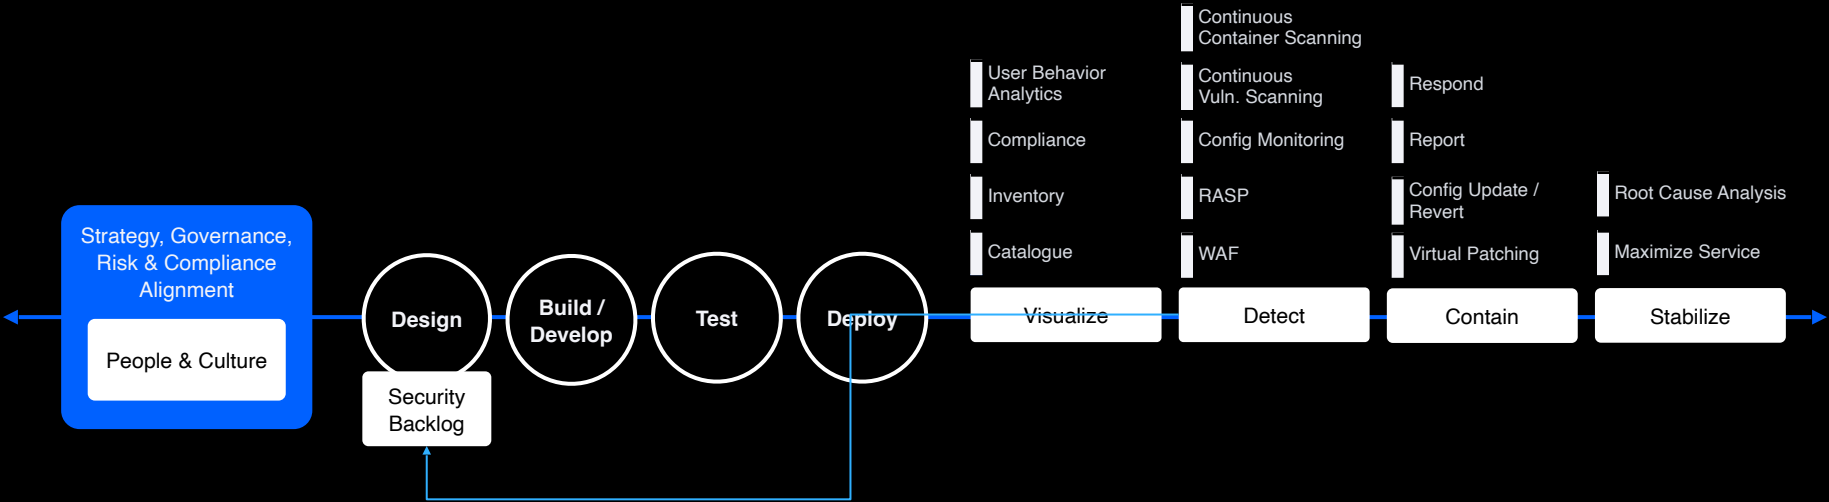 Strategy, Governance,
Risk & Compliance
Alignment
People & Culture
Design
Security
Backlog
Build /
Develop
Test
Deploy
User Behavior
Analytics
Compliance
Inventory
Catalogue
Visualize
Continuous
Container Scanning
Continuous
Vuln. Scanning
Config Monitoring
RASP
WAF
Detect
Respond
Report
Config Update /
Revert
Virtual Patching
Contain
Root Cause Analysis
Maximize Service
Stabilize